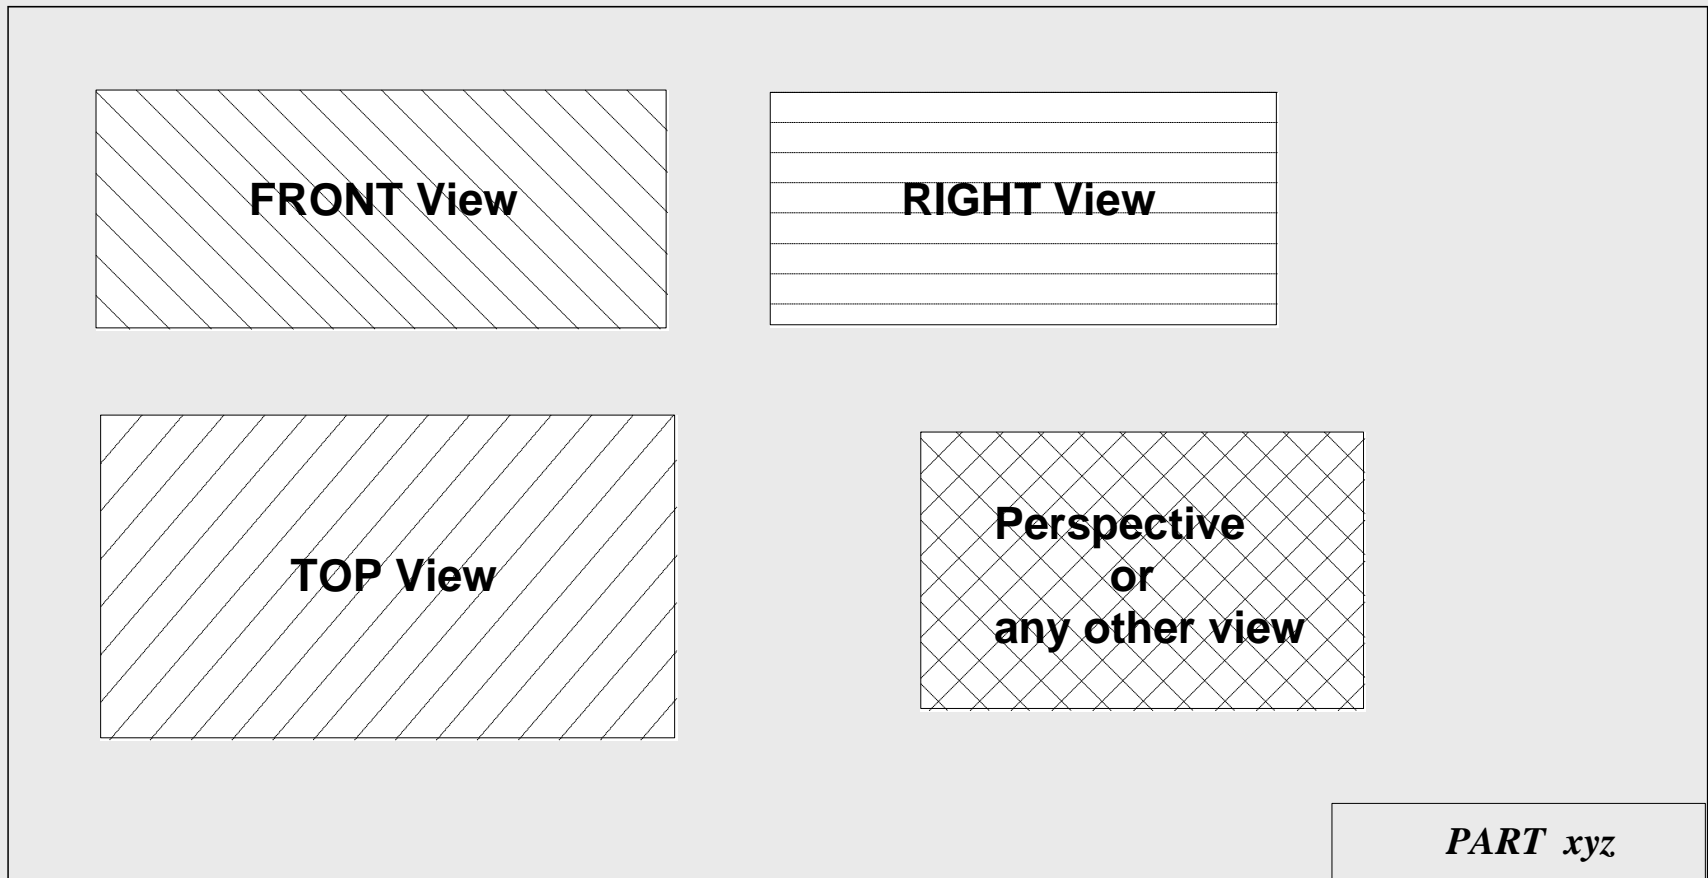 FRONT View
RIGHT View
TOP View
Perspective
or
any other view
PART xyz